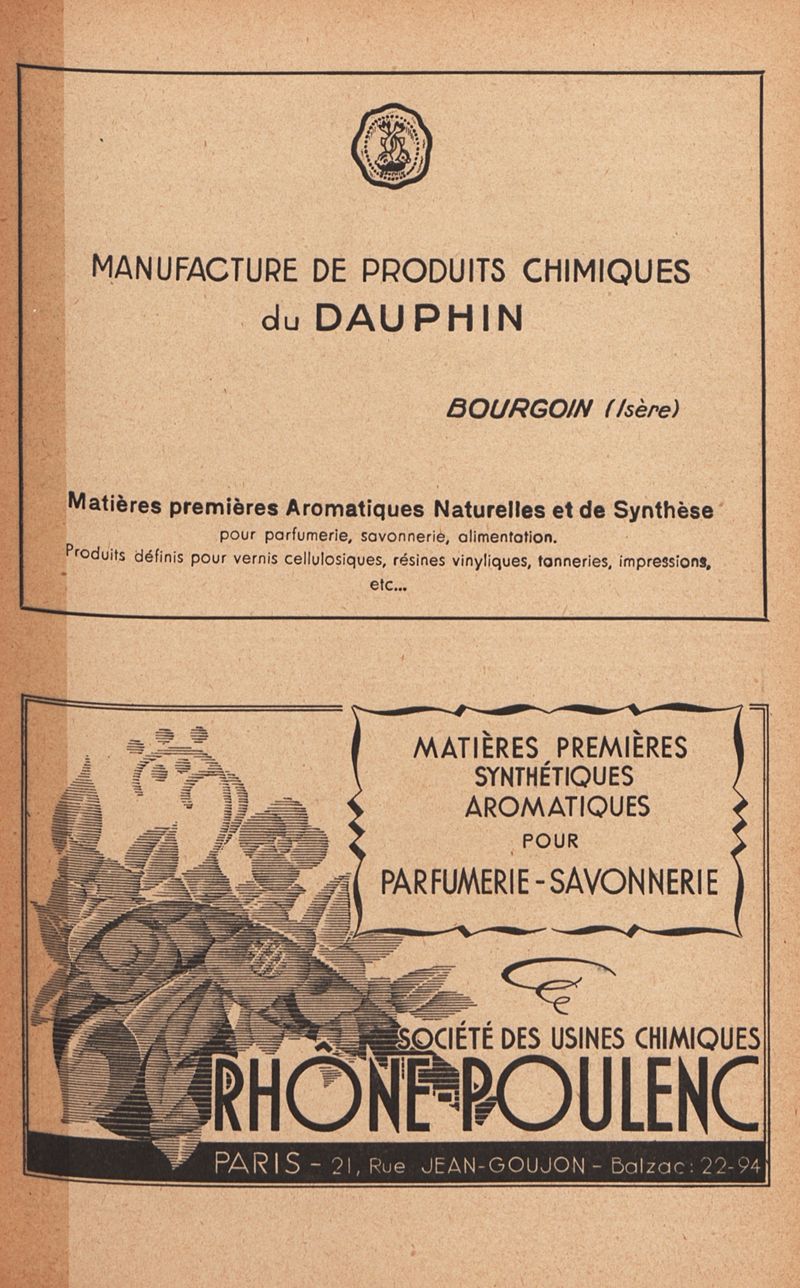 DAUPHIN
MANUFACTURE DE PRODUITS CHIMIQUES
du DAUPHIN
BOURGOIN (Isère)
Matières premières Aromatiques Naturelles et de Synthèse
pour parfumerie, savonnerie, alimentation.
Produits définis pour vernis cellulosiques, résines vinyliques, tanneries, impressions,
etc...
MATIÈRES PREMIÈRES
SYNTHÉTIQUES
AROMATIQUES
POUR
PARFUMERIE - SAVONNERIE
SOCIÉTÉ DES USINES CHIMIQUES
RHÔNE-POULENC
PARIS - 21, Rue JEAN-GOUJON - Balzac: 22-94